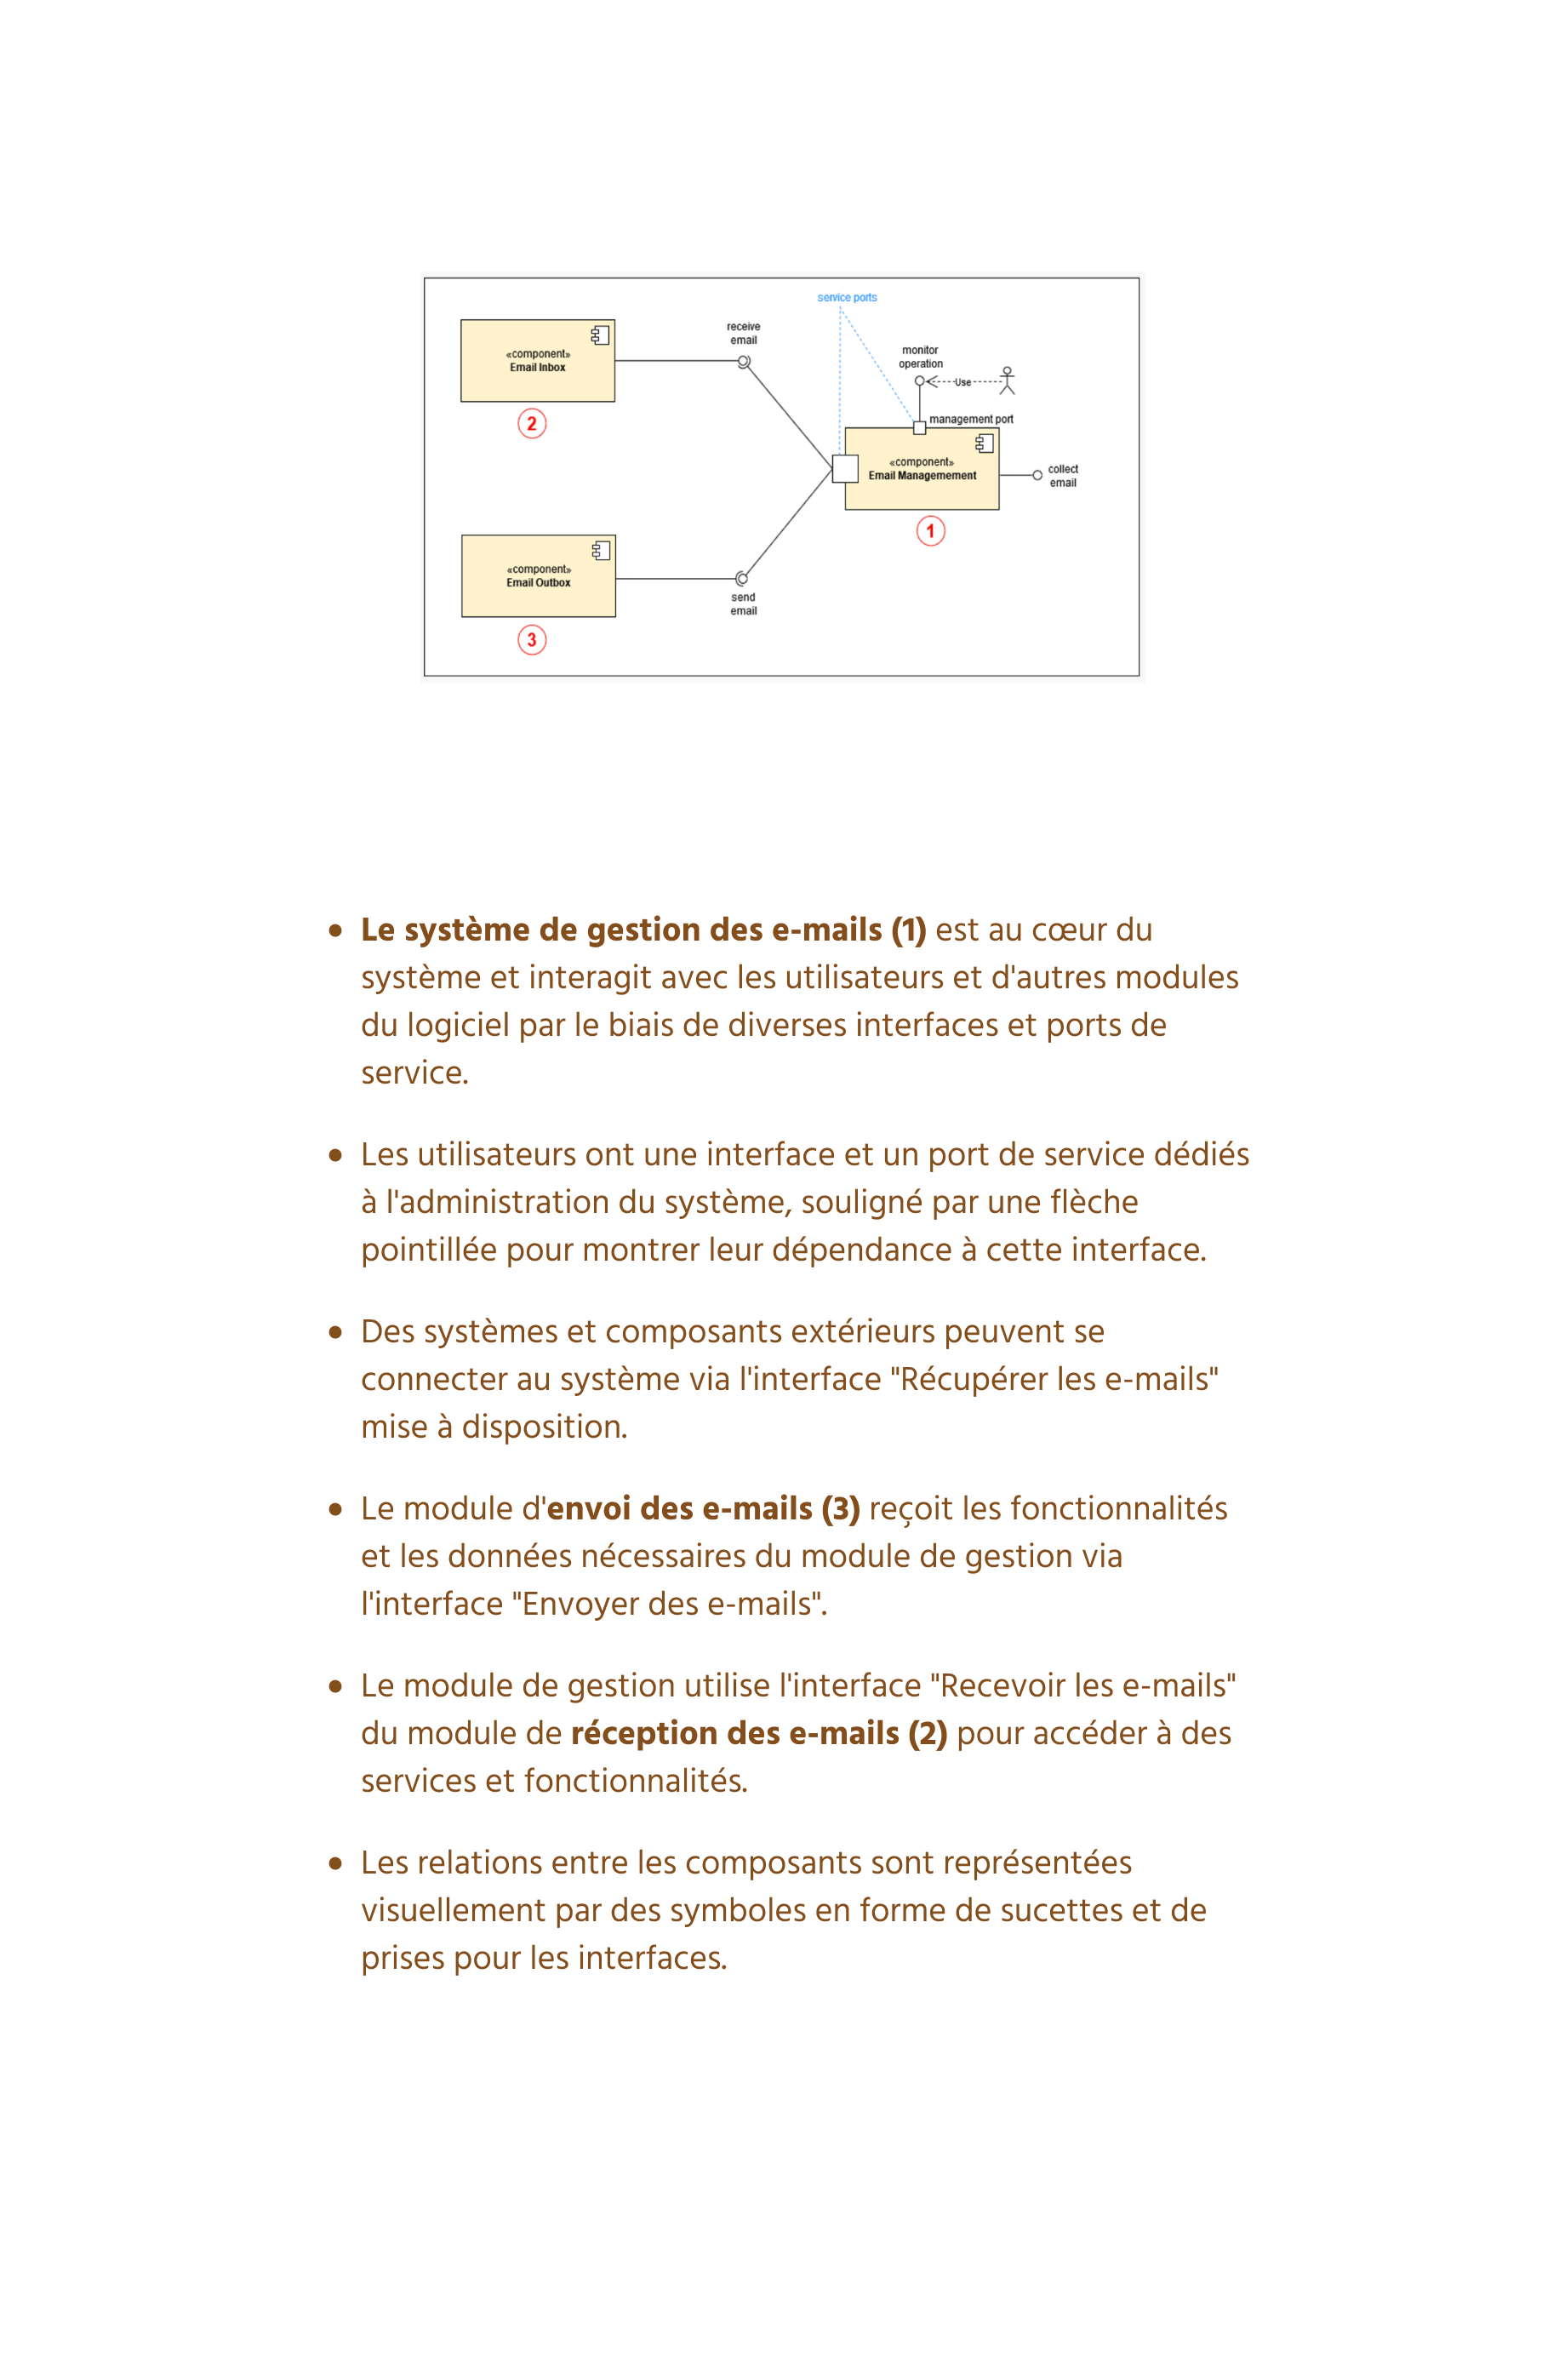 service ports
receive
email
«component»
Email Inbox
2
monitor
operation
Use
management port
«component»
Email Managemement
collect
email
1
«component»
Email Outbox
send
email
3
• Le système de gestion des e-mails (1) est au cœur du
système et interagit avec les utilisateurs et d'autres modules
du logiciel par le biais de diverses interfaces et ports de
service.
• Les utilisateurs ont une interface et un port de service dédiés
à l'administration du système, souligné par une flèche
pointillée pour montrer leur dépendance à cette interface.
• Des systèmes et composants extérieurs peuvent se
connecter au système via l'interface "Récupérer les e-mails"
mise à disposition.
• Le module d'envoi des e-mails (3) reçoit les fonctionnalités
et les données nécessaires du module de gestion via
l'interface "Envoyer des e-mails".
• Le module de gestion utilise l'interface "Recevoir les e-mails"
du module de réception des e-mails (2) pour accéder à des
services et fonctionnalités.
• Les relations entre les composants sont représentées
visuellement par des symboles en forme de sucettes et de
prises pour les interfaces.